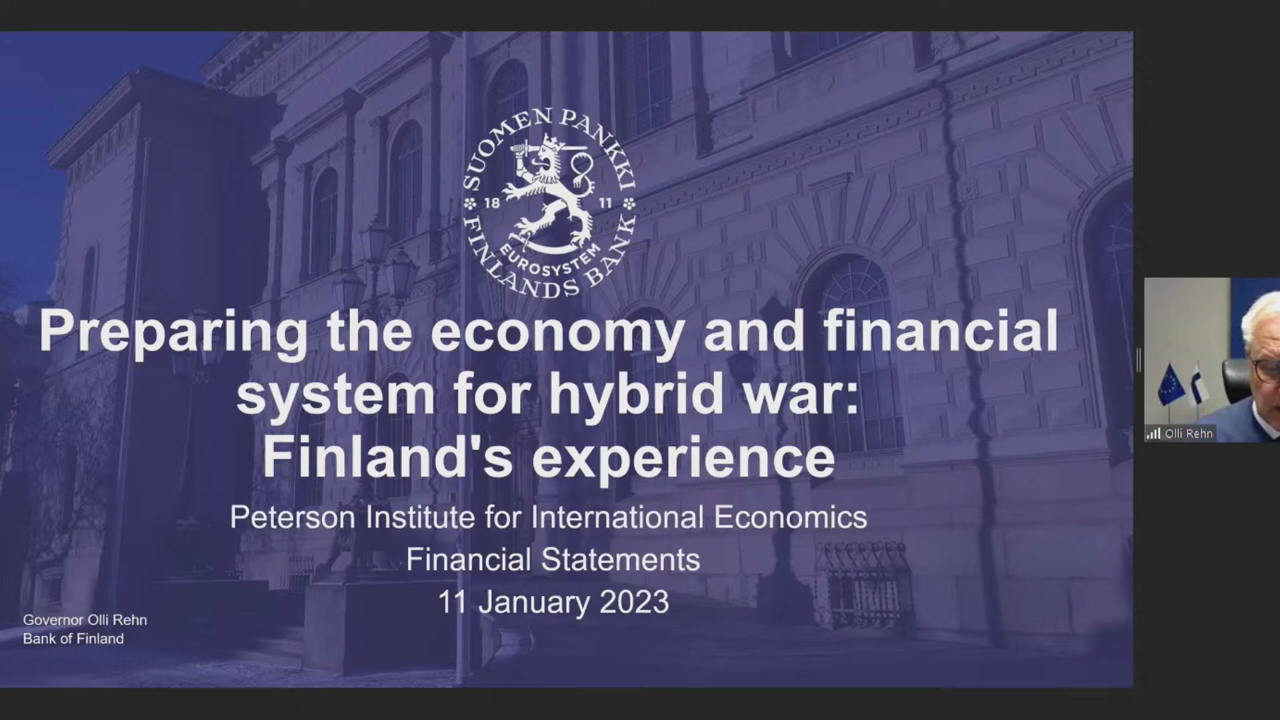 SUOMEN PANKKI
18 11
EUROSYSTEM
FINLANDS BANK
Preparing the economy and financial
system for hybrid war:
Finland's experience
Peterson Institute for International Economics
Financial Statements
11 January 2023
Governor Olli Rehn
Bank of Finland
Olli Rehn